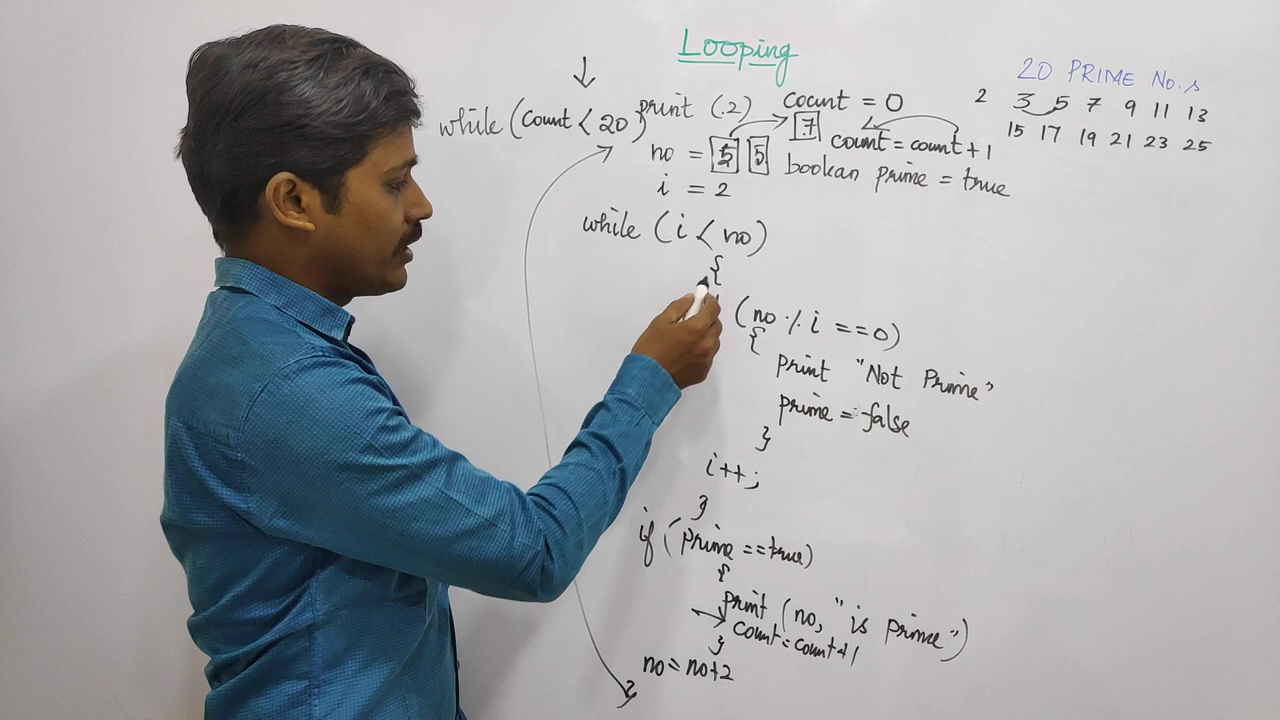 Looping
20 PRIME No.s
while (count < 20)
print (.2)
count = 0
2 3 5 7 9 11 13
15 17 19 21 23 25
7
count = count + 1
no = 5
boolean prime = true
i = 2
while (i < no)
{
(no % i == 0)
{
print "Not Prime"
prime = false
}
i++;
}
if (prime == true)
{
print (no, "is Prime")
count = count + 1
}
no = no + 2
}